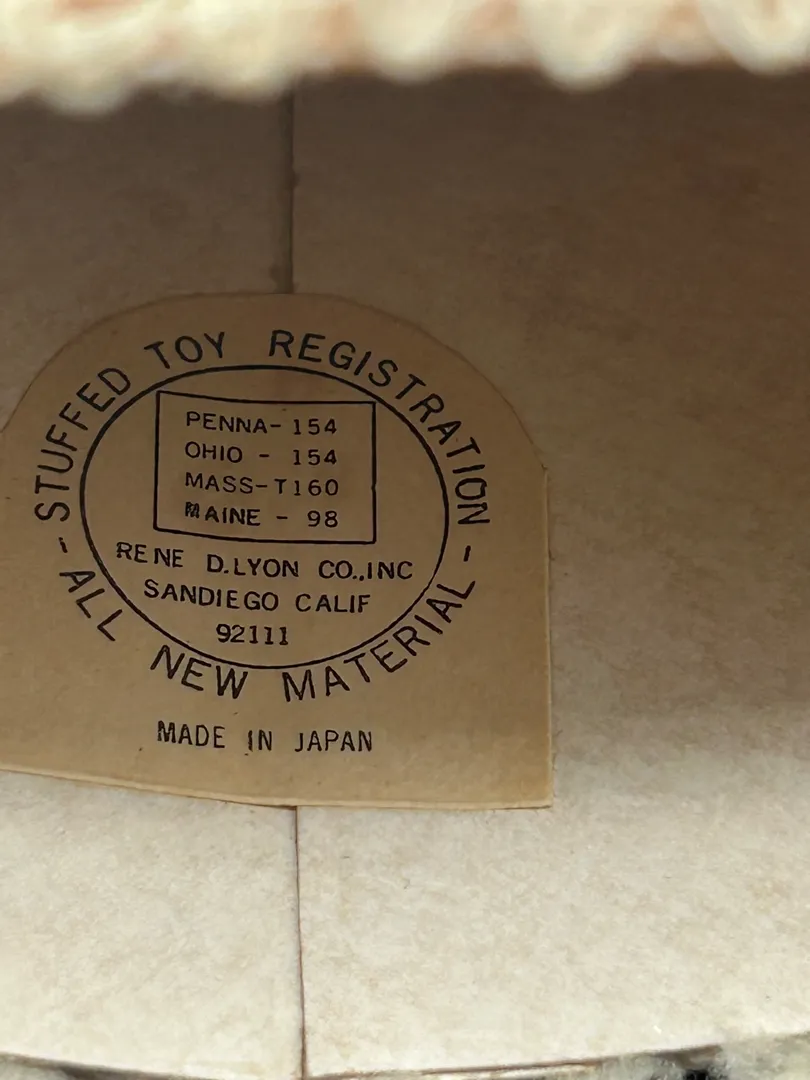 STUFFED TOY REGISTRATION
PENNA- 154
OHIO - 154
MASS-T160
MAINE - 98
RENE D.LYON CO.,INC
SANDIEGO CALIF
92111
- ALL NEW MATERIAL -
MADE IN JAPAN